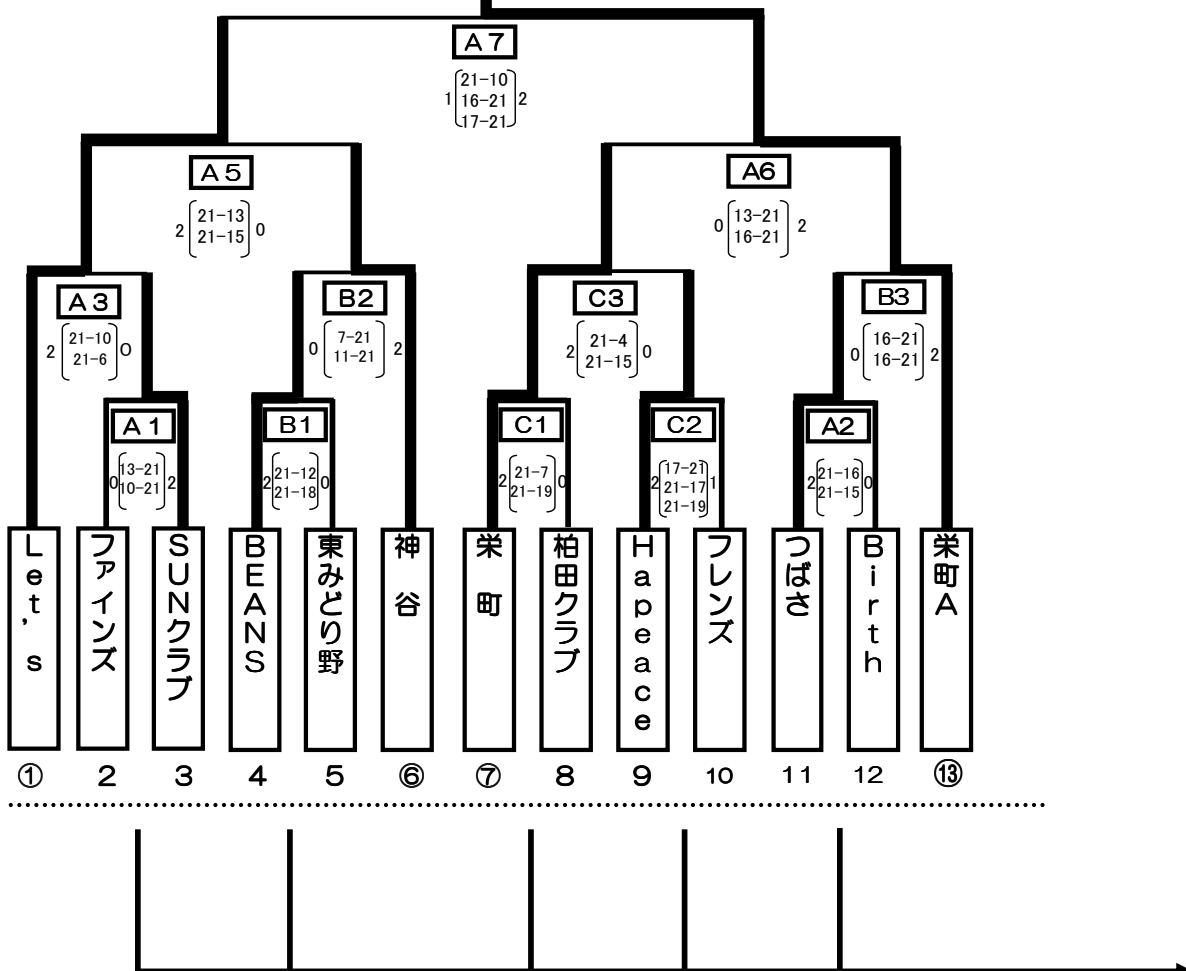 A 7
21-10
1 16-21 2
17-21
A 5
21-13
2 21-15 0
A6
0 13-21 2
16-21
A 3
21-10
2 21-6 0
B2
7-21
0 11-21 2
C3
21-4
2 21-15 0
B3
16-21
0 16-21 2
A 1
13-21
0 10-21 2
B1
21-12
2 21-18 0
C1
21-7
2 21-19 0
C2
17-21
2 21-17 1
21-19
A2
21-16
2 21-15 0
Let's
ファインズ
SUNクラブ
BEANS
東みどり野
神谷
栄町
柏田クラブ
Hapeace
フレンズ
つばさ
Birth
栄町A
① 2 3 4 5 ⑥ ⑦ 8 9 10 11 12 ⑬